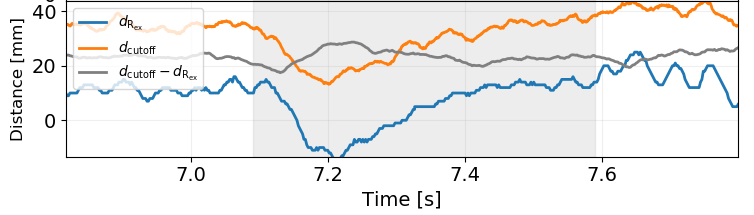 40
d_Rex
d_cutoff
d_cutoff − d_Rex
20
0
Distance [mm]
7.0 7.2 7.4 7.6
Time [s]